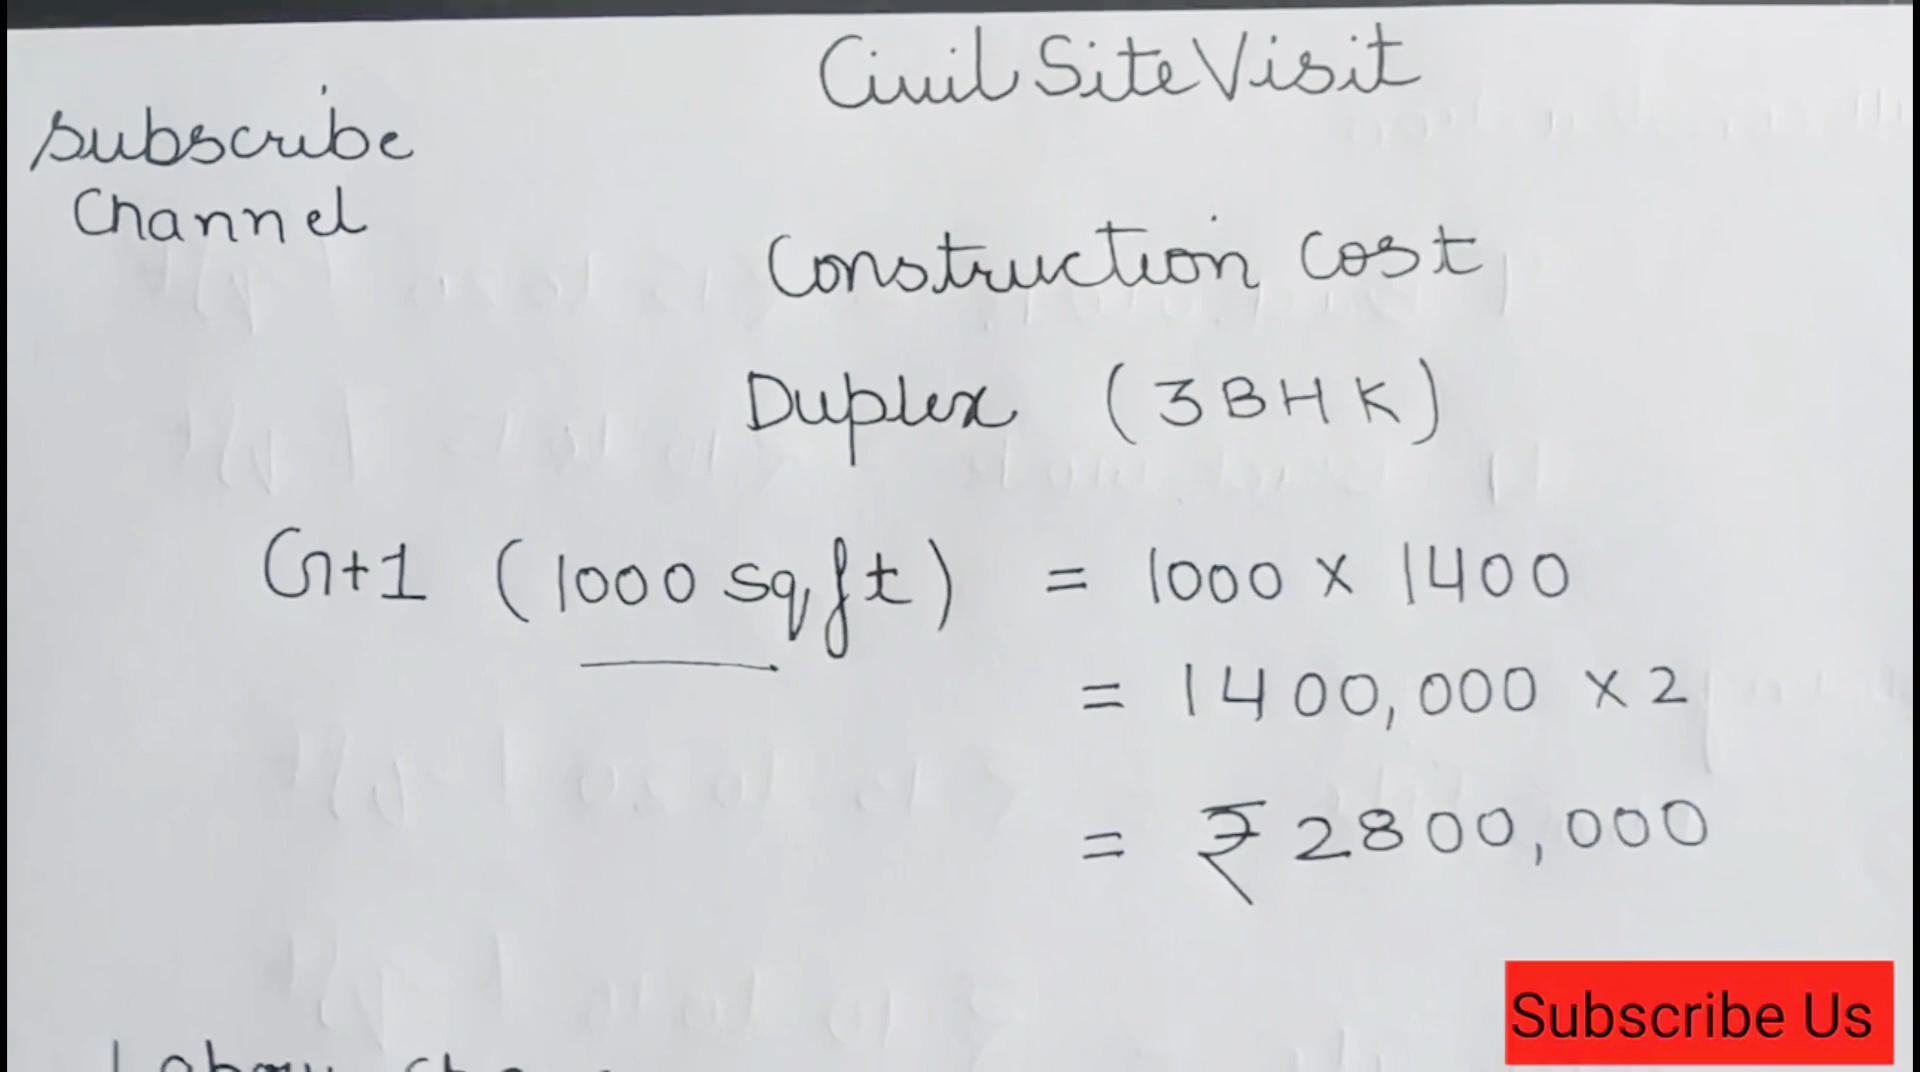 Civil Site Visit
Subscribe
Channel
Construction Cost
Duplex (3BHK)
G+1 (1000 sqft) = 1000 x 1400
= 1400,000 x 2
= ₹ 2800,000
Subscribe Us